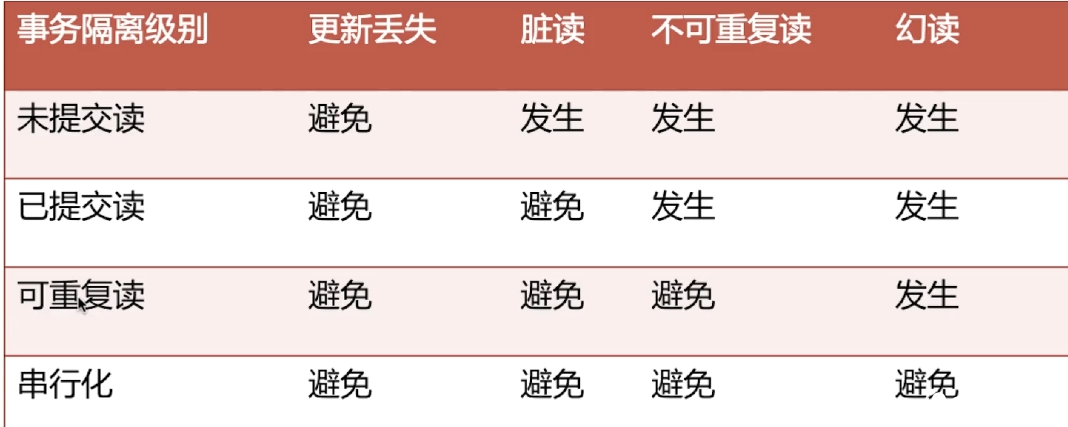 事务隔离级别 更新丢失 脏读 不可重复读 幻读
未提交读 避免 发生 发生 发生
已提交读 避免 避免 发生 发生
可重复读 避免 避免 避免 发生
串行化 避免 避免 避免 避免